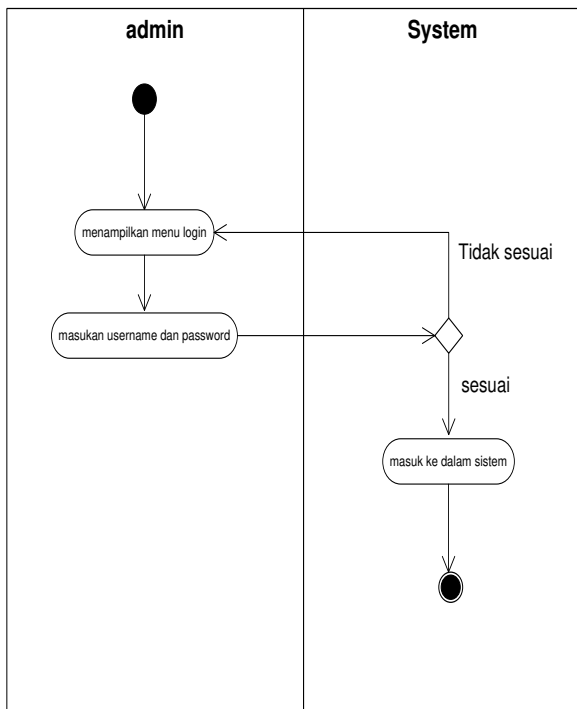 admin
System
menampilkan menu login
Tidak sesuai
masukan username dan password
sesuai
masuk ke dalam sistem